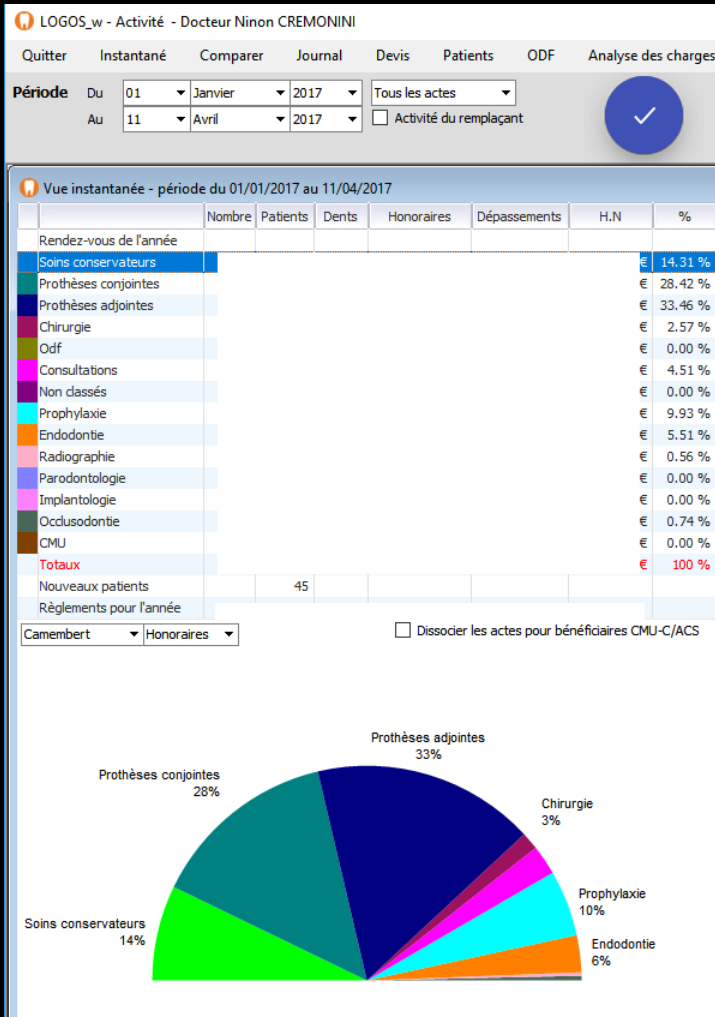 LOGOS_w - Activité - Docteur Ninon CREMONINI
Quitter Instantané Comparer Journal Devis Patients ODF Analyse des charges
Période Du 01 Janvier 2017 Tous les actes
Au 11 Avril 2017 Activité du remplaçant
Vue instantanée - période du 01/01/2017 au 11/04/2017
Nombre Patients Dents Honoraires Dépassements H.N %
Rendez-vous de l'année
Soins conservateurs € 14.31 %
Prothèses conjointes € 28.42 %
Prothèses adjointes € 33.46 %
Chirurgie € 2.57 %
Odf € 0.00 %
Consultations € 4.51 %
Non classés € 0.00 %
Prophylaxie € 9.93 %
Endodontie € 5.51 %
Radiographie € 0.56 %
Parodontologie € 0.00 %
Implantologie € 0.00 %
Occlusodontie € 0.74 %
CMU € 0.00 %
Totaux € 100 %
Nouveaux patients 45
Règlements pour l'année
Camembert Honoraires Dissocier les actes pour bénéficiaires CMU-C/ACS
Prothèses adjointes
33%
Prothèses conjointes
28%
Chirurgie
3%
Prophylaxie
10%
Soins conservateurs
14%
Endodontie
6%